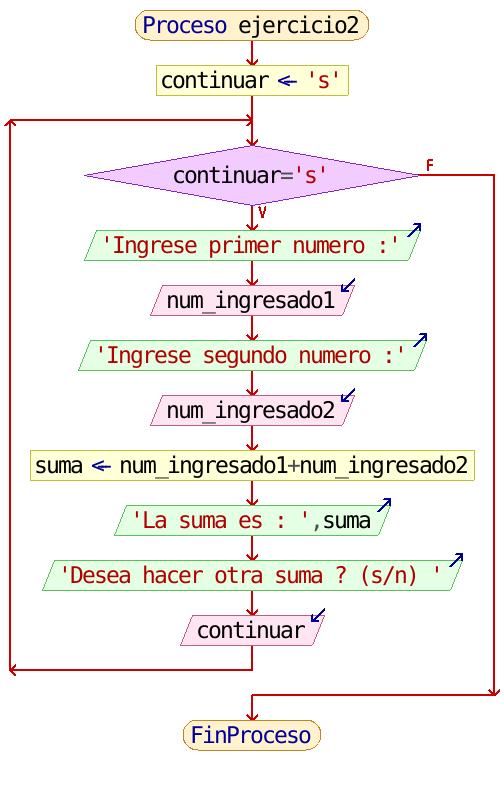 Proceso ejercicio2
continuar <- 's'
continuar='s'
F
V
'Ingrese primer numero :'
num_ingresado1
'Ingrese segundo numero :'
num_ingresado2
suma <- num_ingresado1+num_ingresado2
'La suma es : ',suma
'Desea hacer otra suma ? (s/n) '
continuar
FinProceso